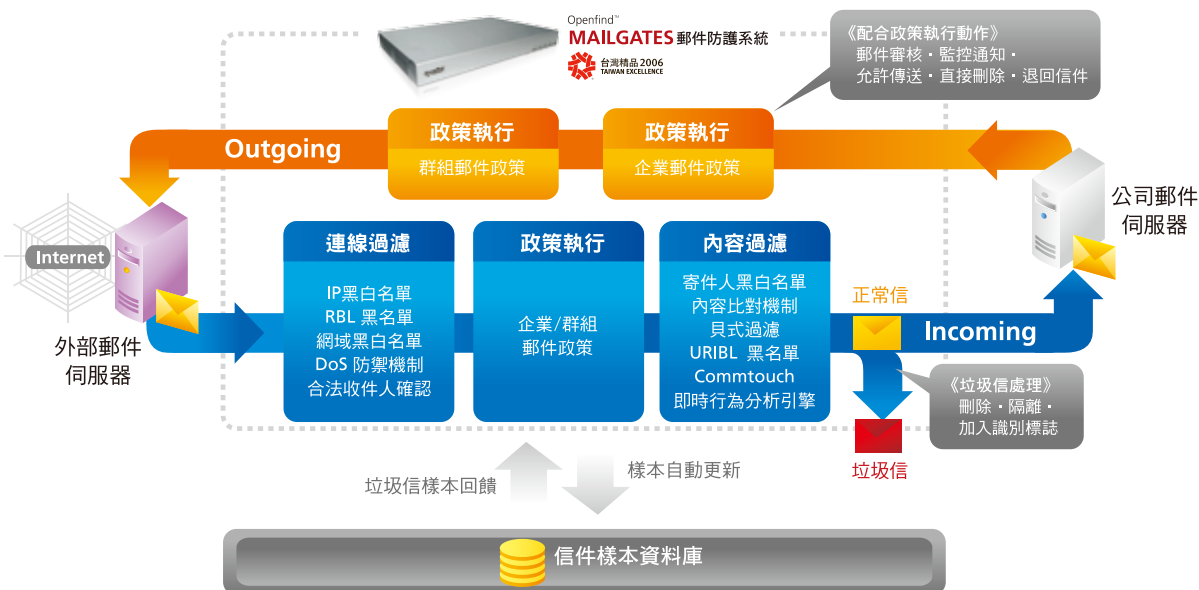 Openfind™
MAILGATES 郵件防護系統
台灣精品 2006
TAIWAN EXCELLENCE
《配合政策執行動作》
郵件審核・監控通知・
允許傳送・直接刪除・退回信件
Outgoing
政策執行
群組郵件政策
政策執行
企業郵件政策
公司郵件
伺服器
Internet
外部郵件
伺服器
連線過濾
IP黑白名單
RBL 黑名單
網域黑白名單
DoS 防禦機制
合法收件人確認
政策執行
企業/群組
郵件政策
內容過濾
寄件人黑白名單
內容比對機制
貝式過濾
URIBL 黑名單
Commtouch
即時行為分析引擎
正常信
Incoming
《垃圾信處理》
刪除・隔離・
加入識別標誌
垃圾信
垃圾信樣本回饋
樣本自動更新
信件樣本資料庫